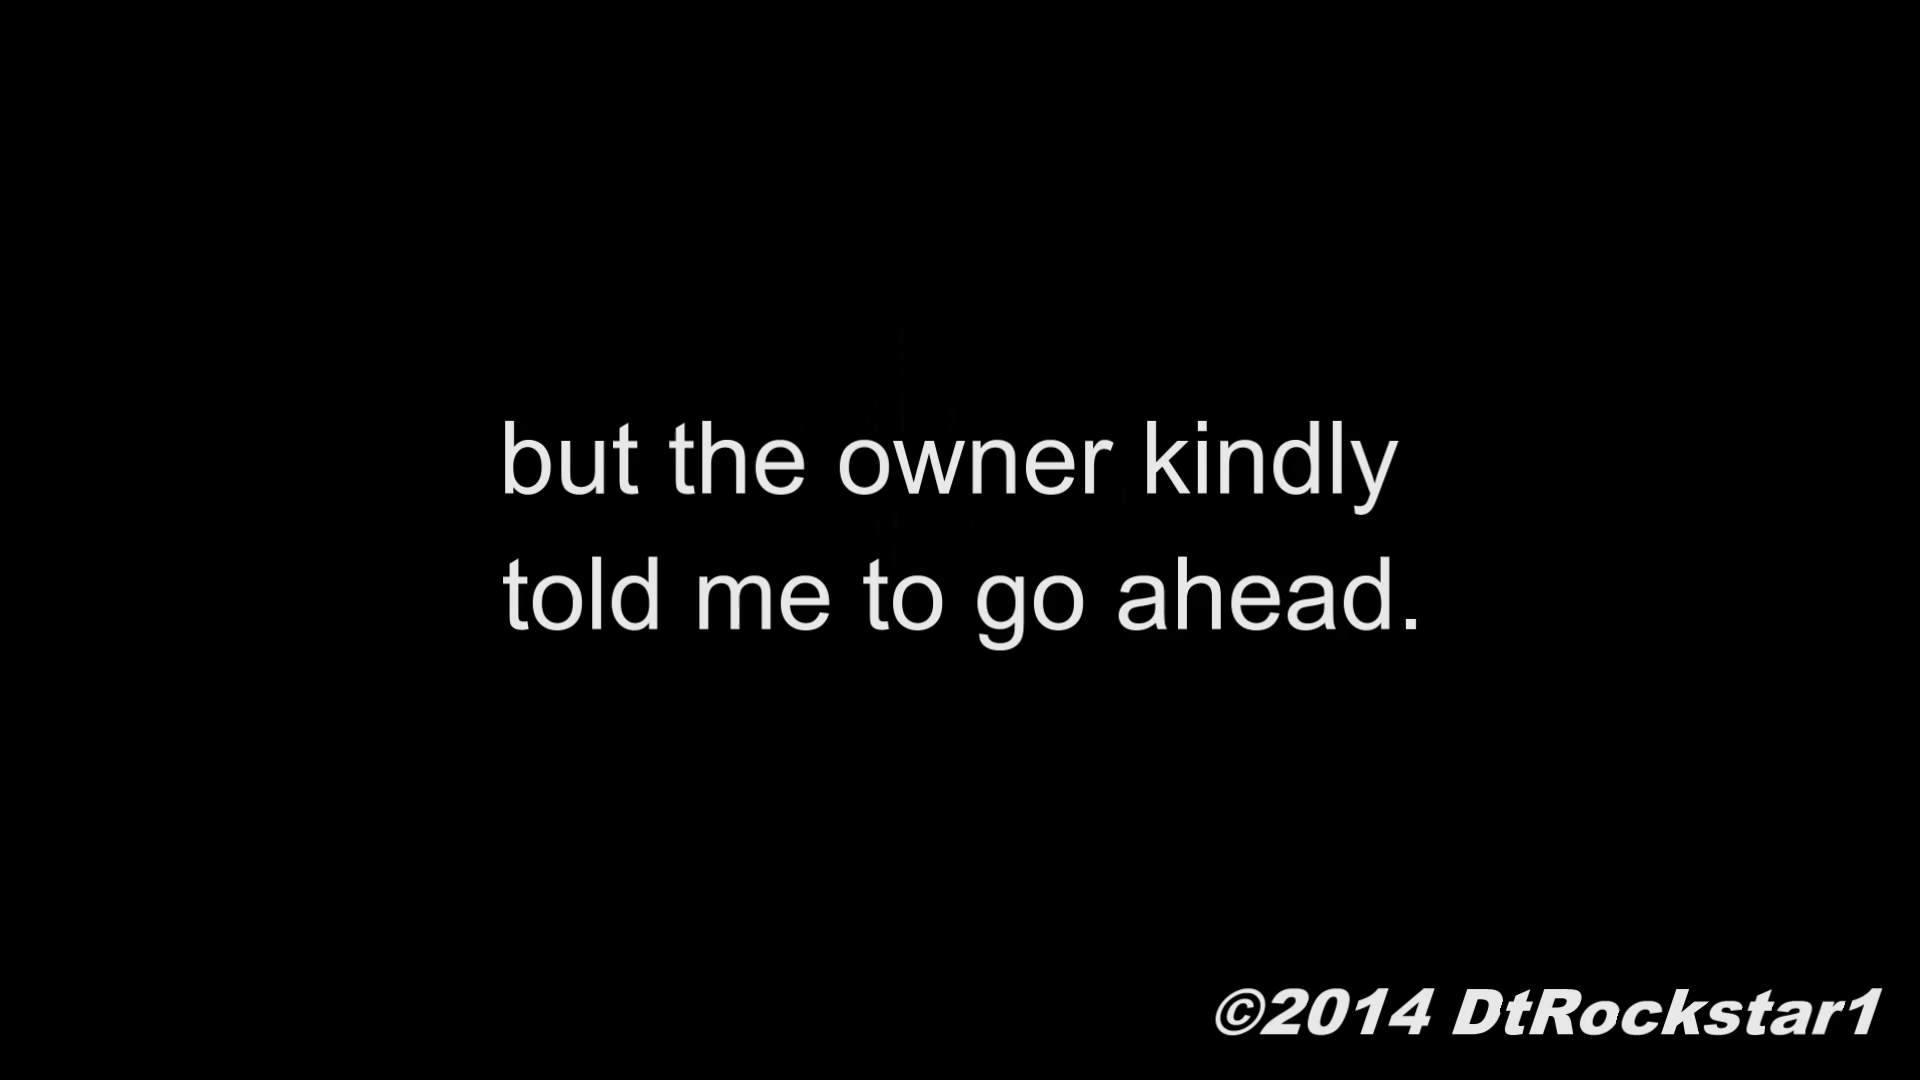 but the owner kindly
told me to go ahead.
©2014 DtRockstar1